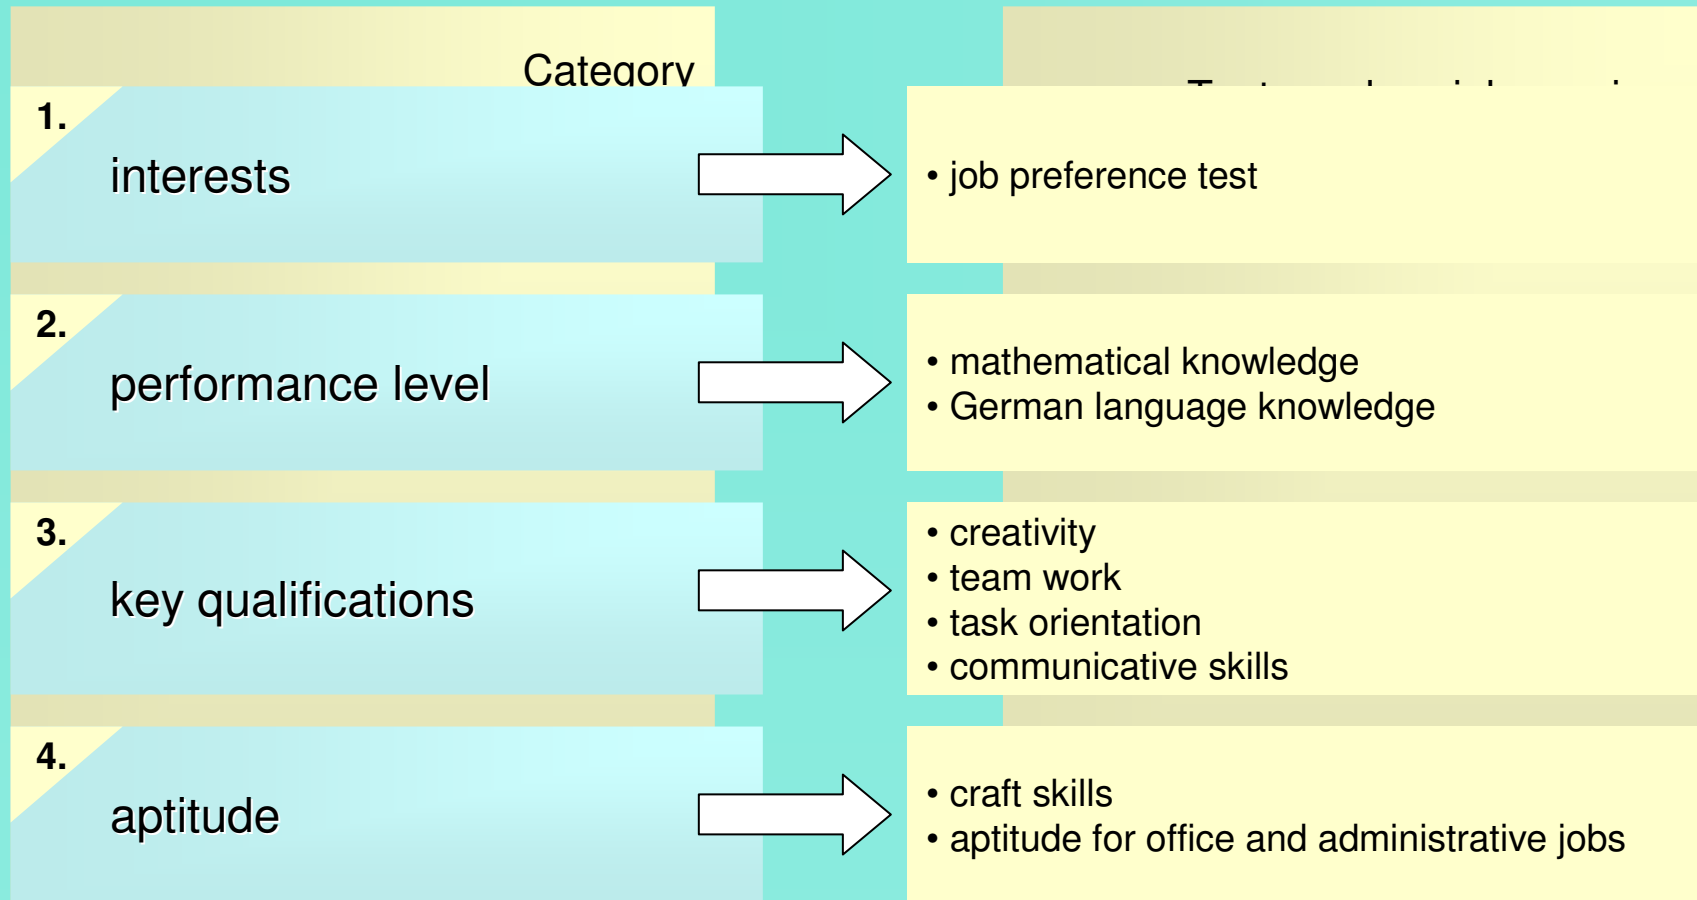 Category
1.
interests
• job preference test
2.
performance level
• mathematical knowledge
• German language knowledge
3.
key qualifications
• creativity
• team work
• task orientation
• communicative skills
4.
aptitude
• craft skills
• aptitude for office and administrative jobs